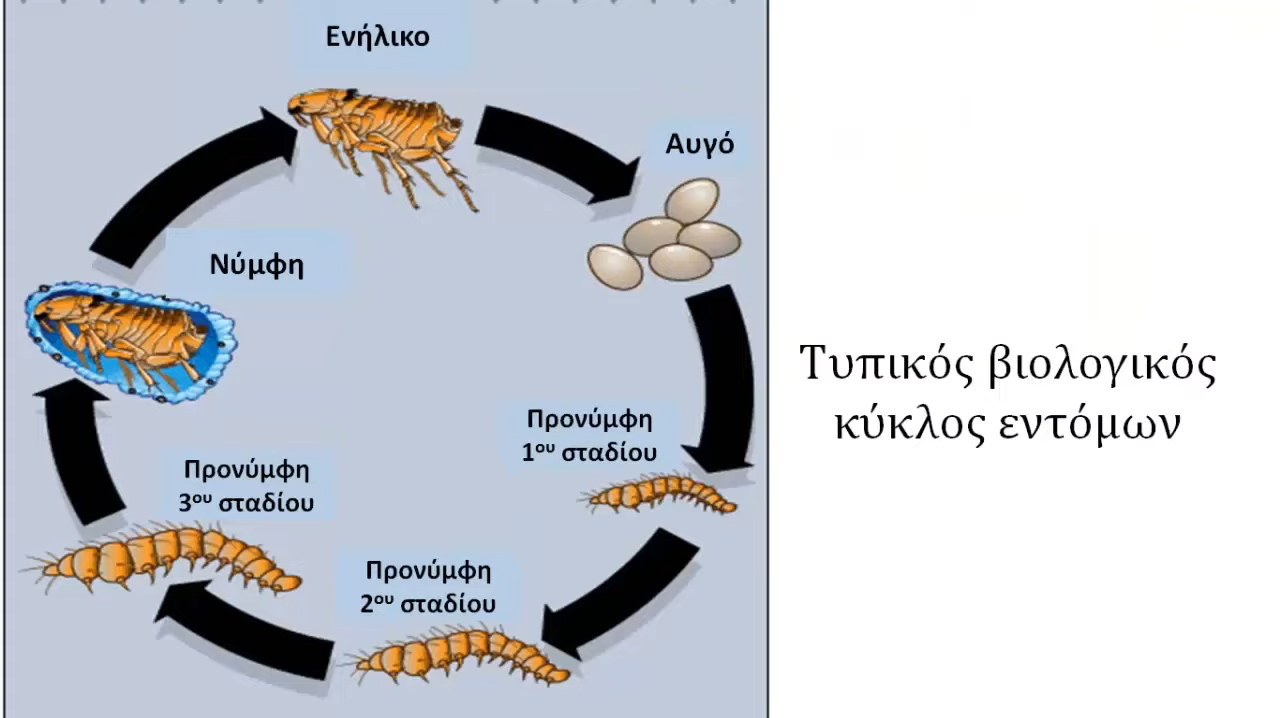 Ενήλικο
Αυγό
Νύμφη
Προνύμφη
1ου σταδίου
Προνύμφη
3ου σταδίου
Προνύμφη
2ου σταδίου
Τυπικός βιολογικός
κύκλος εντόμων